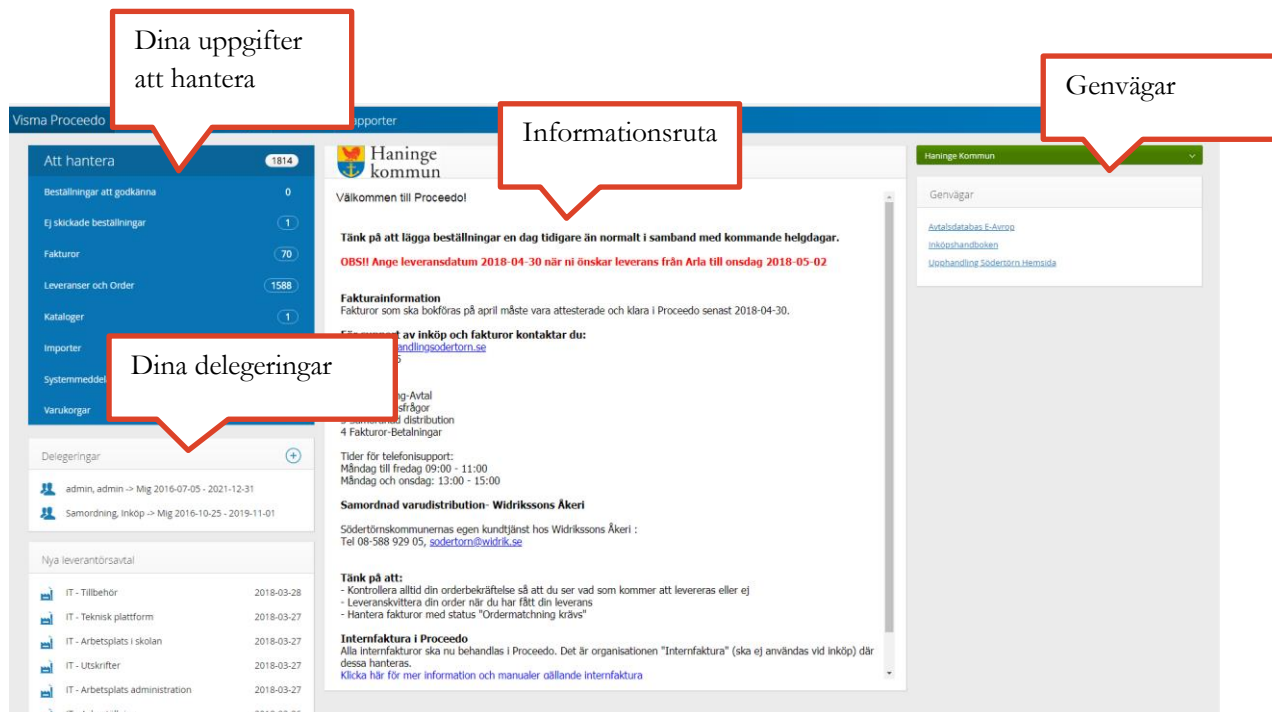 Dina uppgifter
att hantera
Genvägar
Informationsruta
Visma Proceedo
Att hantera 1814
Beställningar att godkänna 0
Ej skickade beställningar 1
Fakturor 70
Leveranser och Order 1588
Kataloger 1
Importer
Varukorgar
Dina delegeringar
Delegeringar
admin, admin -> Mig 2016-07-05 - 2021-12-31
Samordning, Inköp -> Mig 2016-10-25 - 2019-11-01
Nya leverantörsavtal
IT - Tillbehör 2018-03-28
IT - Teknisk plattform 2018-03-27
IT - Arbetsplats i skolan 2018-03-27
IT - Utskrifter 2018-03-27
IT - Arbetsplats administration 2018-03-27
Haninge
kommun
Välkommen till Proceedo!
Tänk på att lägga beställningar en dag tidigare än normalt i samband med kommande helgdagar.
OBS!! Ange leveransdatum 2018-04-30 när ni önskar leverans från Arla till onsdag 2018-05-02
Fakturainformation
Fakturor som ska bokföras på april måste vara attesterade och klara i Proceedo senast 2018-04-30.
av inköp och fakturor kontaktar du:
andlingsodertorn.se
distribution
4 Fakturor-Betalningar
Tider för telefonisupport:
Måndag till fredag 09:00 - 11:00
Måndag och onsdag: 13:00 - 15:00
Samordnad varudistribution- Widrikssons Åkeri
Södertörnskommunernas egen kundtjänst hos Widrikssons Åkeri :
Tel 08-588 929 05, sodertorn@widrik.se
Tänk på att:
- Kontrollera alltid din orderbekräftelse så att du ser vad som kommer att levereras eller ej
- Leveranskvittera din order när du har fått din leverans
- Hantera fakturor med status "Ordermatchning krävs"
Internfaktura i Proceedo
Alla internfakturor ska nu behandlas i Proceedo. Det är organisationen "Internfaktura" (ska ej användas vid inköp) där
dessa hanteras.
Klicka här för mer information och manualer gällande internfaktura
Haninge Kommun
Genvägar
Avtalsdatabas E-Avrop
Inköpshandboken
Upphandling Södertörn Hemsida